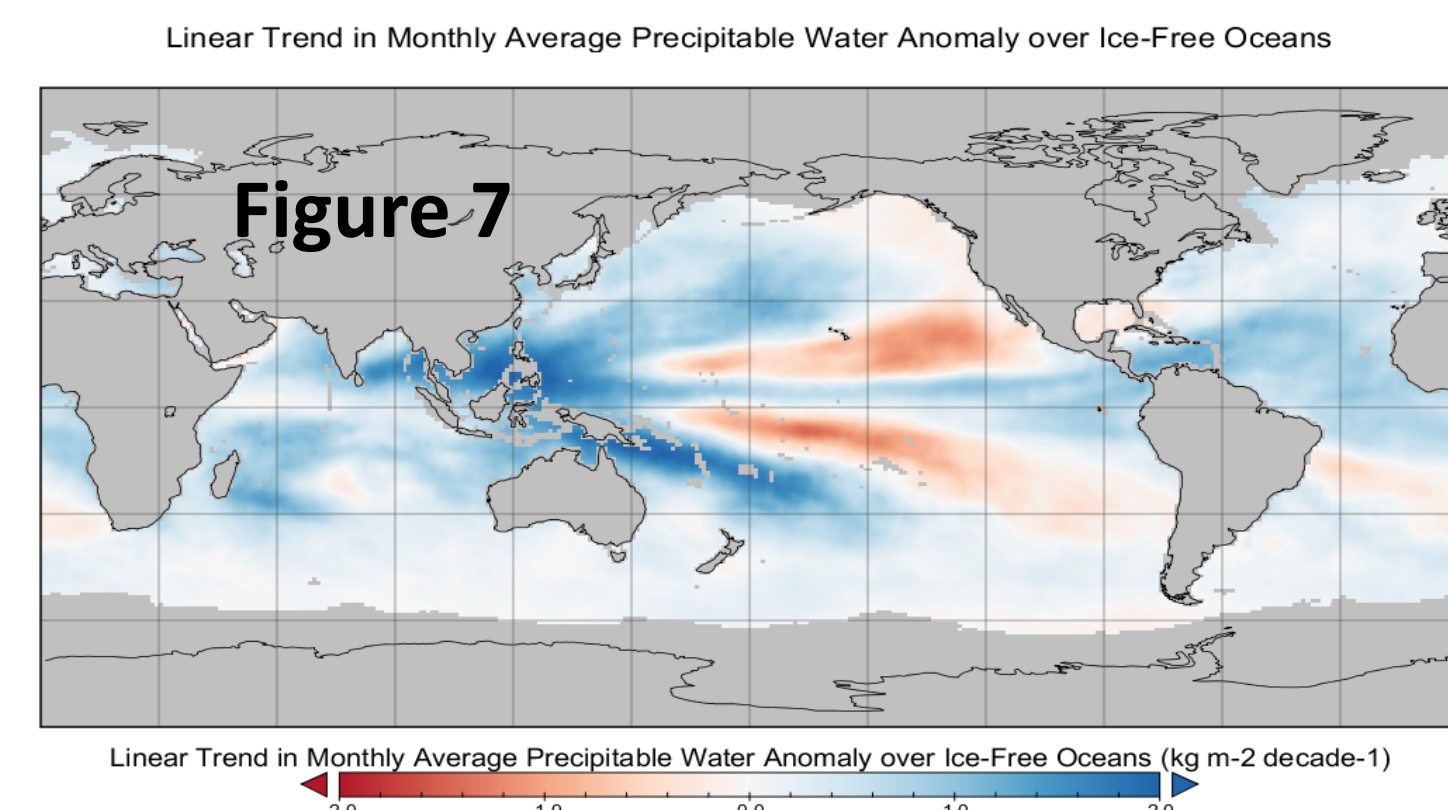 Linear Trend in Monthly Average Precipitable Water Anomaly over Ice-Free Oceans
Figure 7
Linear Trend in Monthly Average Precipitable Water Anomaly over Ice-Free Oceans (kg m-2 decade-1)